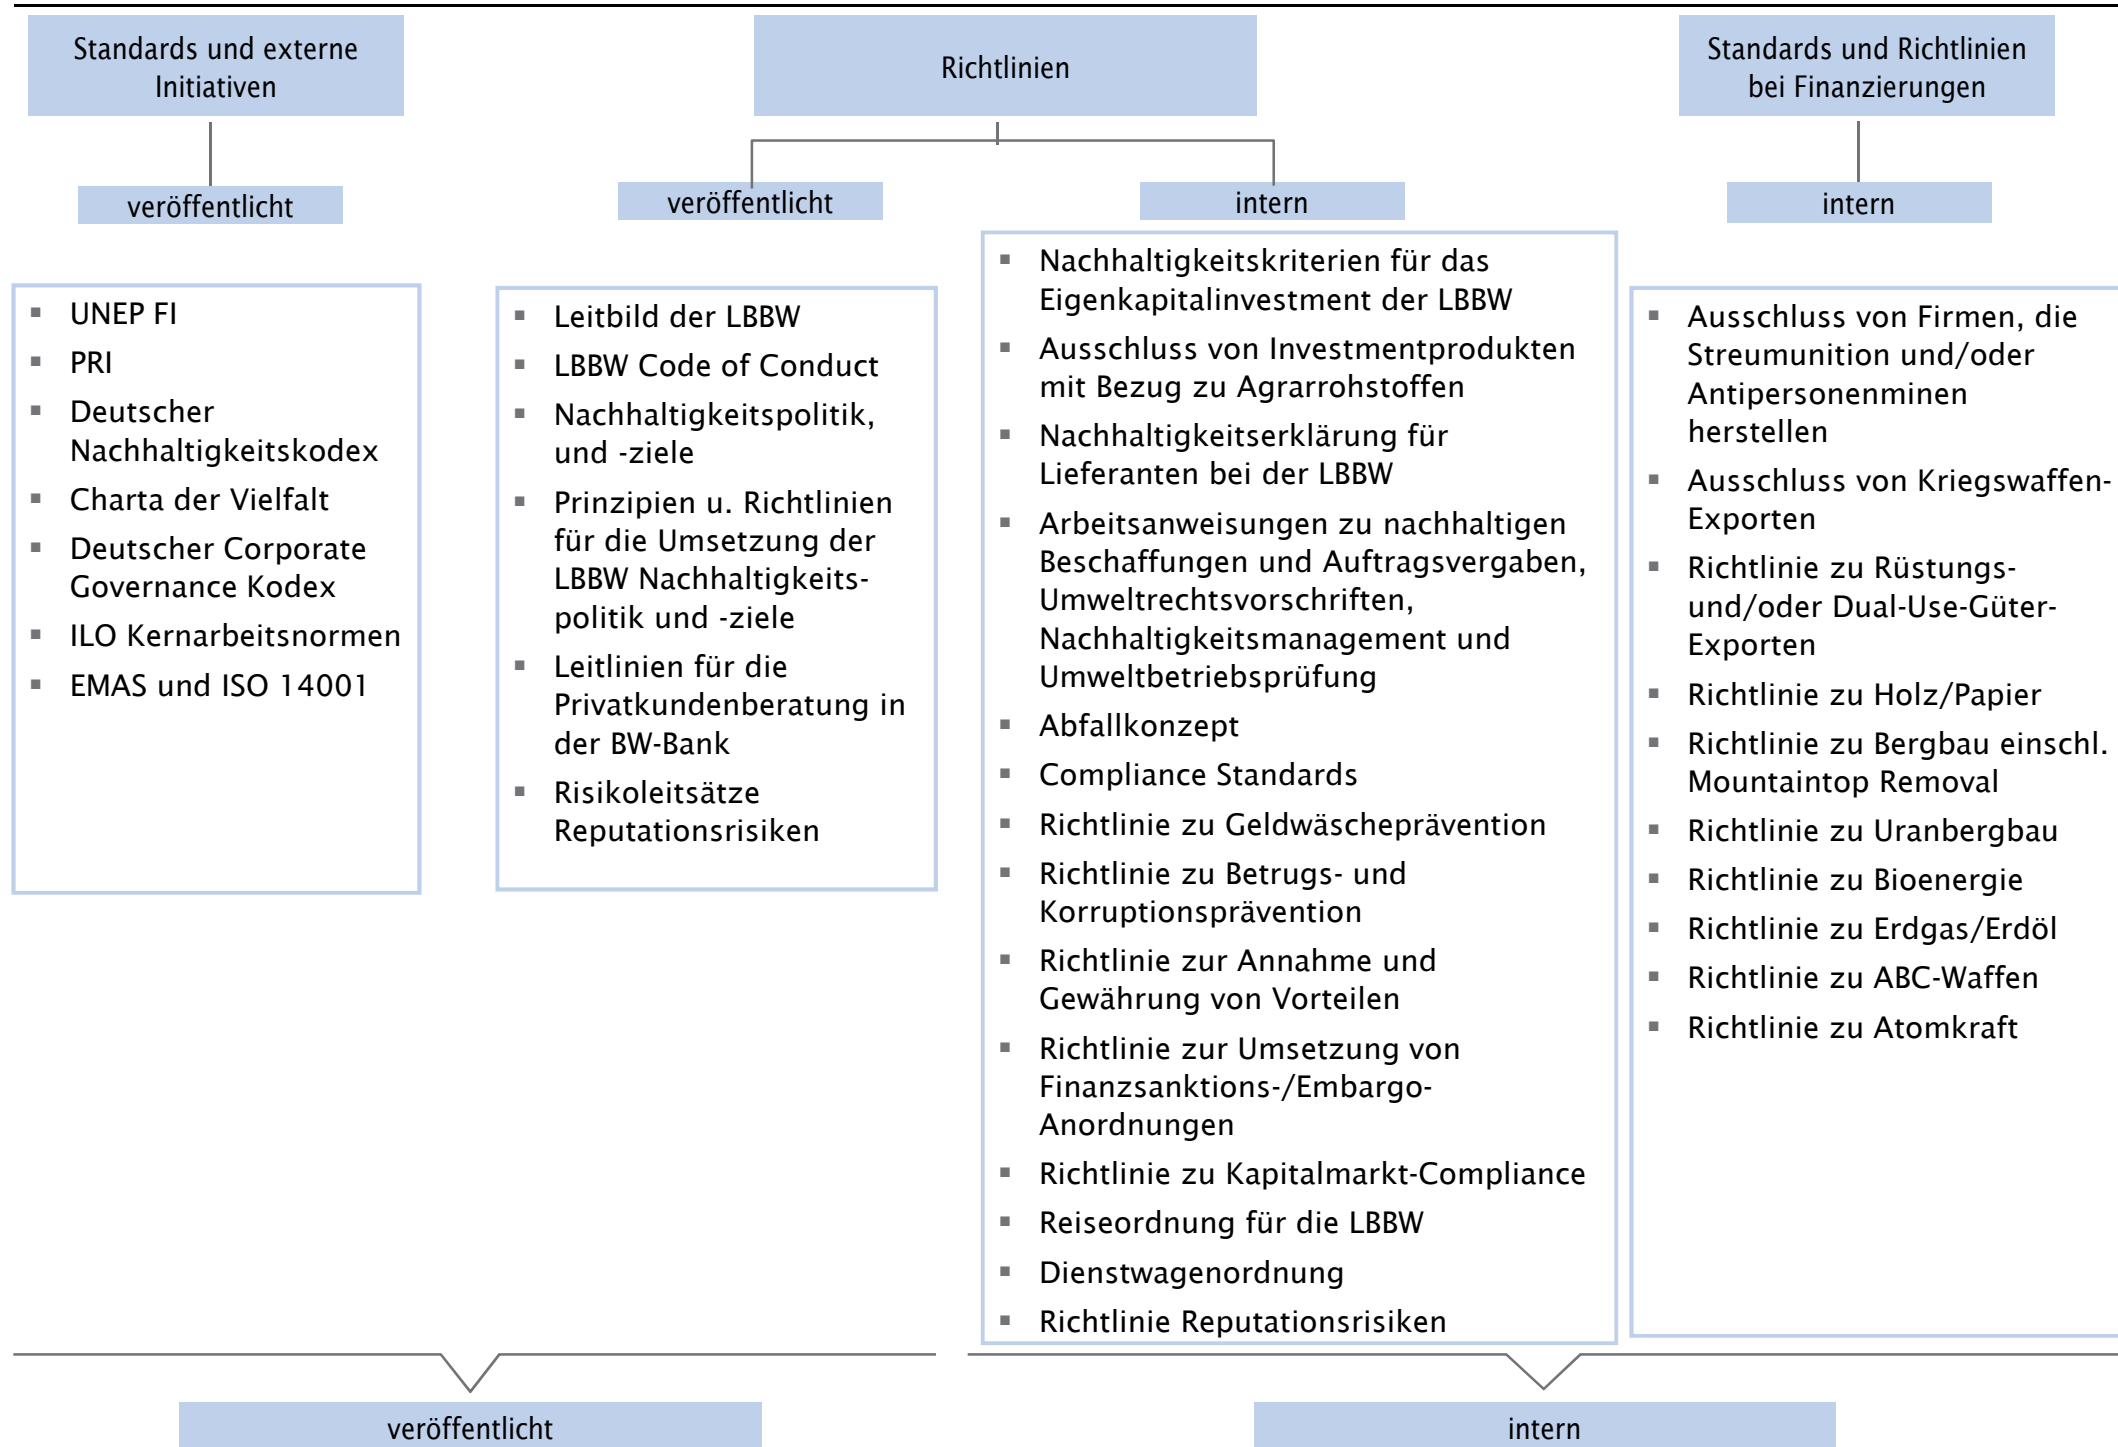 Standards und externe
Initiativen
Richtlinien
Standards und Richtlinien
bei Finanzierungen
veröffentlicht
veröffentlicht
intern
intern
▪ UNEP FI
▪ PRI
▪ Deutscher
Nachhaltigkeitskodex
▪ Charta der Vielfalt
▪ Deutscher Corporate
Governance Kodex
▪ ILO Kernarbeitsnormen
▪ EMAS und ISO 14001
▪ Leitbild der LBBW
▪ LBBW Code of Conduct
▪ Nachhaltigkeitspolitik,
und -ziele
▪ Prinzipien u. Richtlinien
für die Umsetzung der
LBBW Nachhaltigkeits-
politik und -ziele
▪ Leitlinien für die
Privatkundenberatung in
der BW-Bank
▪ Risikoleitsätze
Reputationsrisiken
▪ Nachhaltigkeitskriterien für das
Eigenkapitalinvestment der LBBW
▪ Ausschluss von Investmentprodukten
mit Bezug zu Agrarrohstoffen
▪ Nachhaltigkeitserklärung für
Lieferanten bei der LBBW
▪ Arbeitsanweisungen zu nachhaltigen
Beschaffungen und Auftragsvergaben,
Umweltrechtsvorschriften,
Nachhaltigkeitsmanagement und
Umweltbetriebsprüfung
▪ Abfallkonzept
▪ Compliance Standards
▪ Richtlinie zu Geldwäscheprävention
▪ Richtlinie zu Betrugs- und
Korruptionsprävention
▪ Richtlinie zur Annahme und
Gewährung von Vorteilen
▪ Richtlinie zur Umsetzung von
Finanzsanktions-/Embargo-
Anordnungen
▪ Richtlinie zu Kapitalmarkt-Compliance
▪ Reiseordnung für die LBBW
▪ Dienstwagenordnung
▪ Richtlinie Reputationsrisiken
▪ Ausschluss von Firmen, die
Streumunition und/oder
Antipersonenminen
herstellen
▪ Ausschluss von Kriegswaffen-
Exporten
▪ Richtlinie zu Rüstungs-
und/oder Dual-Use-Güter-
Exporten
▪ Richtlinie zu Holz/Papier
▪ Richtlinie zu Bergbau einschl.
Mountaintop Removal
▪ Richtlinie zu Uranbergbau
▪ Richtlinie zu Bioenergie
▪ Richtlinie zu Erdgas/Erdöl
▪ Richtlinie zu ABC-Waffen
▪ Richtlinie zu Atomkraft
veröffentlicht
intern